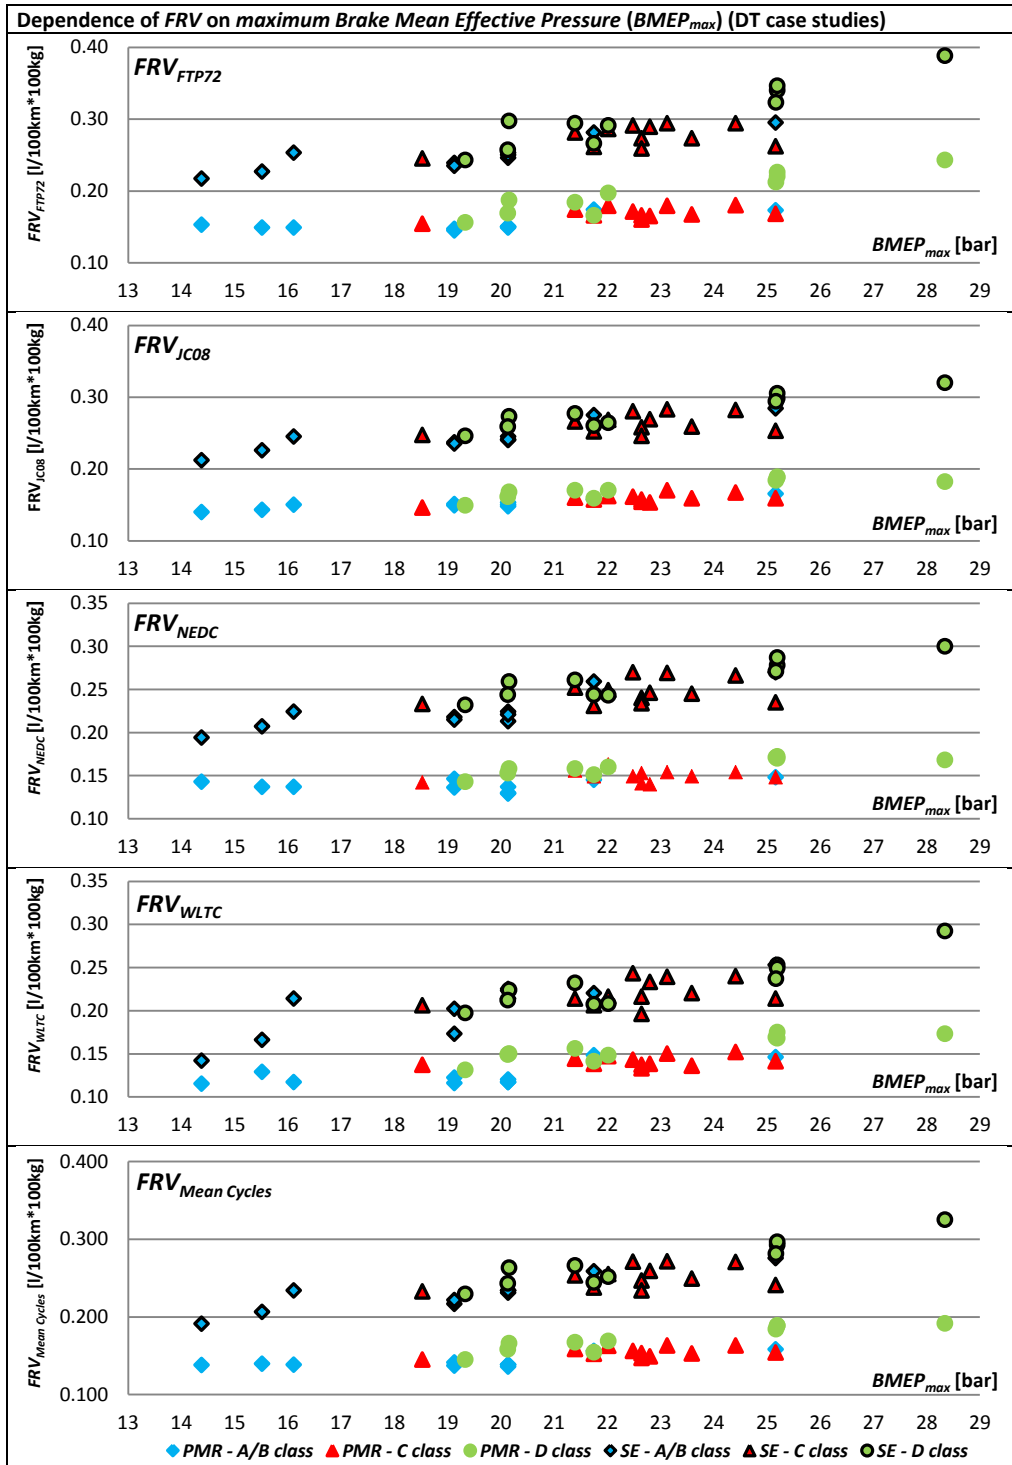 Dependence of FRV on maximum Brake Mean Effective Pressure (BMEPmax) (DT case studies)
FRVFTP72 [l/100km*100kg]
0.40
0.30
0.20
0.10
FRVFTP72
BMEPmax [bar]
13 14 15 16 17 18 19 20 21 22 23 24 25 26 27 28 29
FRVJC08 [l/100km*100kg]
0.40
0.30
0.20
0.10
FRVJC08
BMEPmax [bar]
13 14 15 16 17 18 19 20 21 22 23 24 25 26 27 28 29
FRVNEDC [l/100km*100kg]
0.35
0.30
0.25
0.20
0.15
0.10
FRVNEDC
BMEPmax [bar]
13 14 15 16 17 18 19 20 21 22 23 24 25 26 27 28 29
FRVWLTC [l/100km*100kg]
0.35
0.30
0.25
0.20
0.15
0.10
FRVWLTC
BMEPmax [bar]
13 14 15 16 17 18 19 20 21 22 23 24 25 26 27 28 29
FRVMean Cycles [l/100km*100kg]
0.400
0.300
0.200
0.100
FRVMean Cycles
BMEPmax [bar]
13 14 15 16 17 18 19 20 21 22 23 24 25 26 27 28 29
PMR - A/B class PMR - C class PMR - D class SE - A/B class SE - C class SE - D class